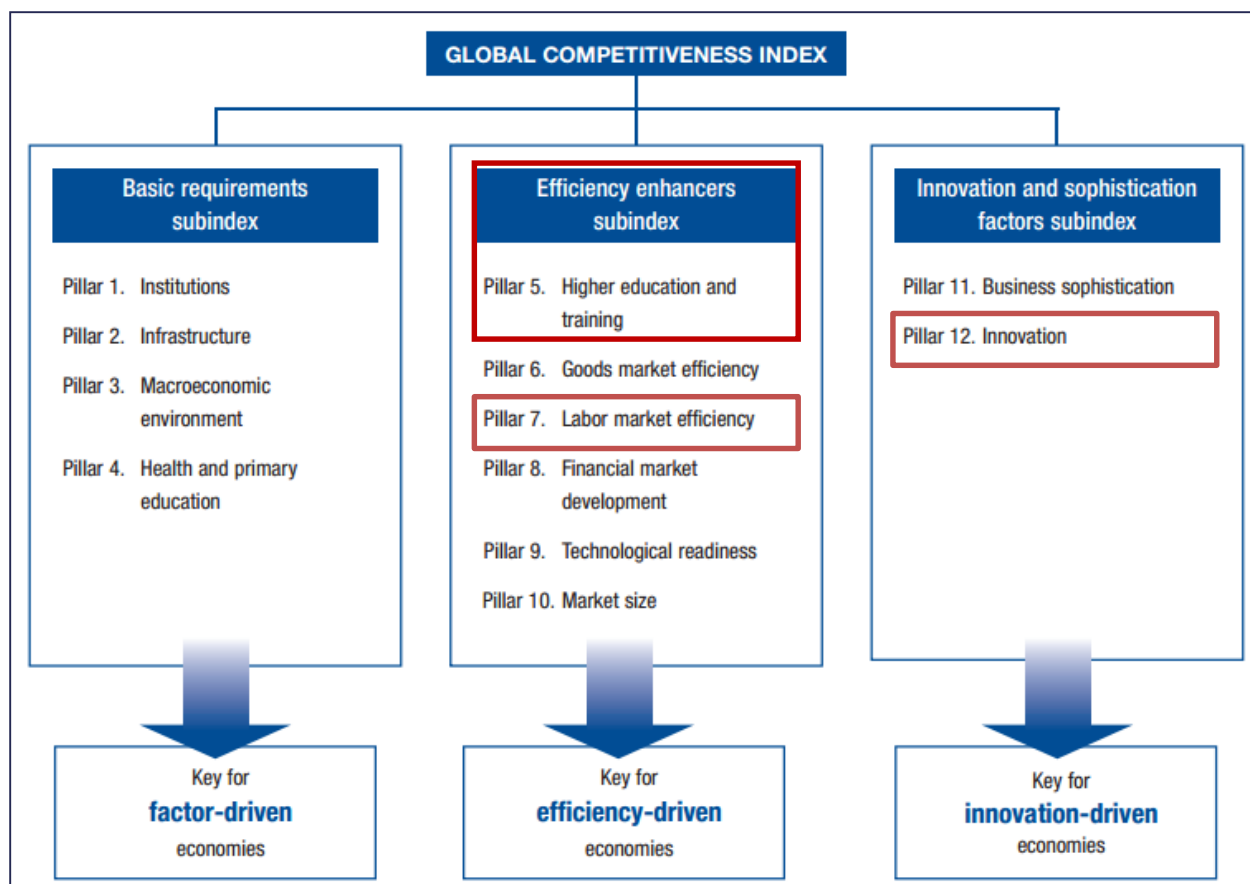 GLOBAL COMPETITIVENESS INDEX
Basic requirements
subindex
Pillar 1. Institutions
Pillar 2. Infrastructure
Pillar 3. Macroeconomic
environment
Pillar 4. Health and primary
education
Key for
factor-driven
economies
Efficiency enhancers
subindex
Pillar 5. Higher education and
training
Pillar 6. Goods market efficiency
Pillar 7. Labor market efficiency
Pillar 8. Financial market
development
Pillar 9. Technological readiness
Pillar 10. Market size
Key for
efficiency-driven
economies
Innovation and sophistication
factors subindex
Pillar 11. Business sophistication
Pillar 12. Innovation
Key for
innovation-driven
economies